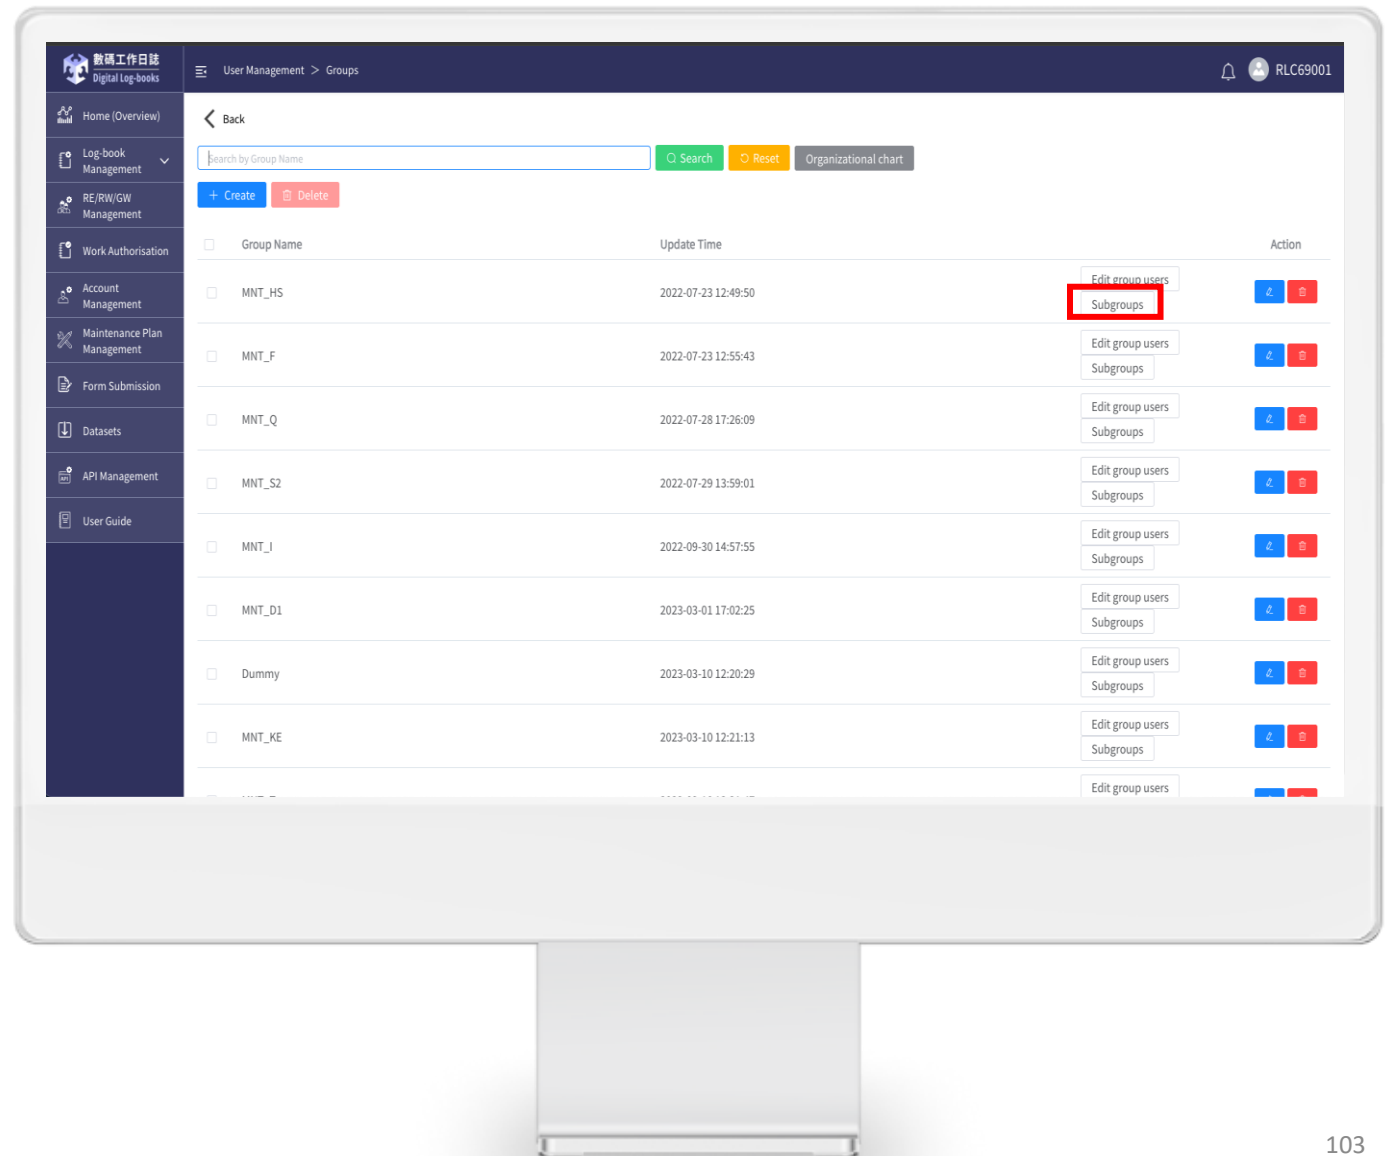 數碼工作日誌
Digital Log-books
User Management > Groups
RLC69001
Home (Overview)
Log-book
Management
RE/RW/GW
Management
Work Authorisation
Account
Management
Maintenance Plan
Management
Form Submission
Datasets
API Management
User Guide
Back
Search by Group Name
Search
Reset
Organizational chart
+ Create
Delete
Group Name Update Time Action
Edit group users
MNT_HS 2022-07-23 12:49:50
Subgroups
Edit group users
MNT_F 2022-07-23 12:55:43
Subgroups
Edit group users
MNT_Q 2022-07-28 17:26:09
Subgroups
Edit group users
MNT_S2 2022-07-29 13:59:01
Subgroups
Edit group users
MNT_I 2022-09-30 14:57:55
Subgroups
Edit group users
MNT_D1 2023-03-01 17:02:25
Subgroups
Edit group users
Dummy 2023-03-10 12:20:29
Subgroups
Edit group users
MNT_KE 2023-03-10 12:21:13
Subgroups
Edit group users
103